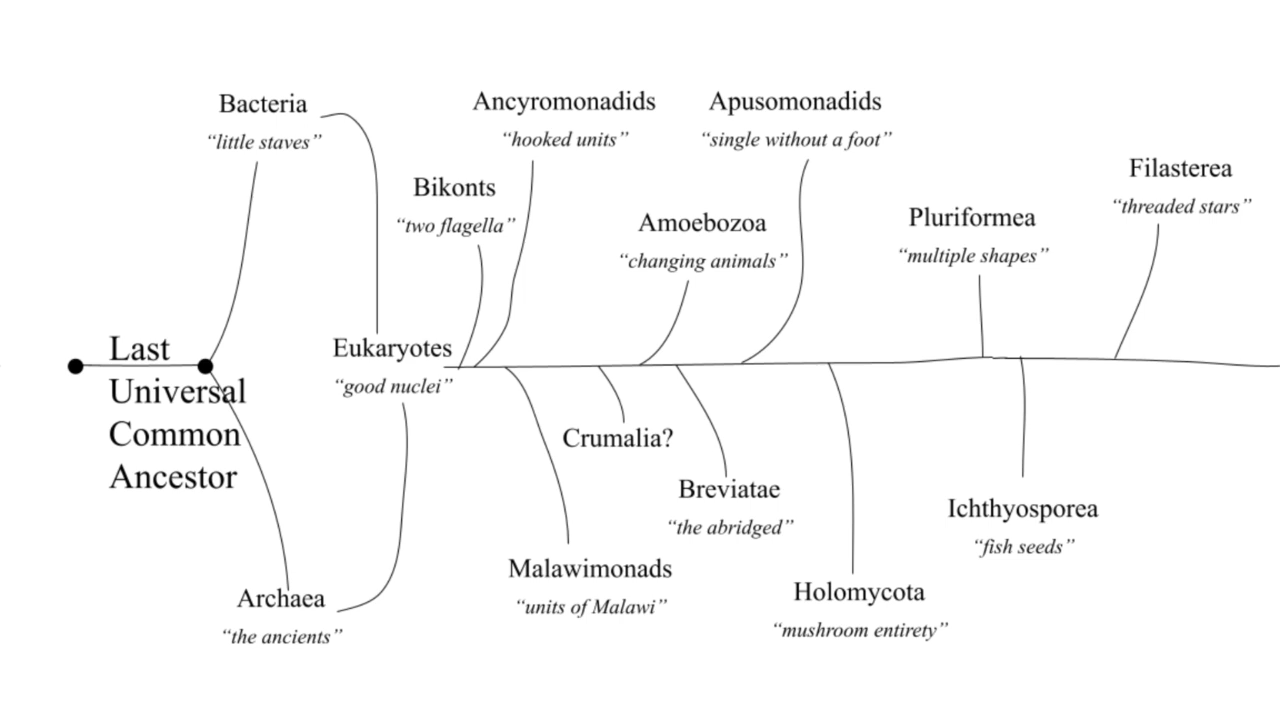 Bacteria
“little staves”
Ancyromonadids
“hooked units”
Apusomonadids
“single without a foot”
Bikonts
“two flagella”
Amoebozoa
“changing animals”
Pluriformea
“multiple shapes”
Filasterea
“threaded stars”
Last
Universal
Common
Ancestor
Eukaryotes
“good nuclei”
Crumalia?
Breviatae
“the abridged”
Malawimonads
“units of Malawi”
Archaea
“the ancients”
Holomycota
“mushroom entirety”
Ichthyosporea
“fish seeds”